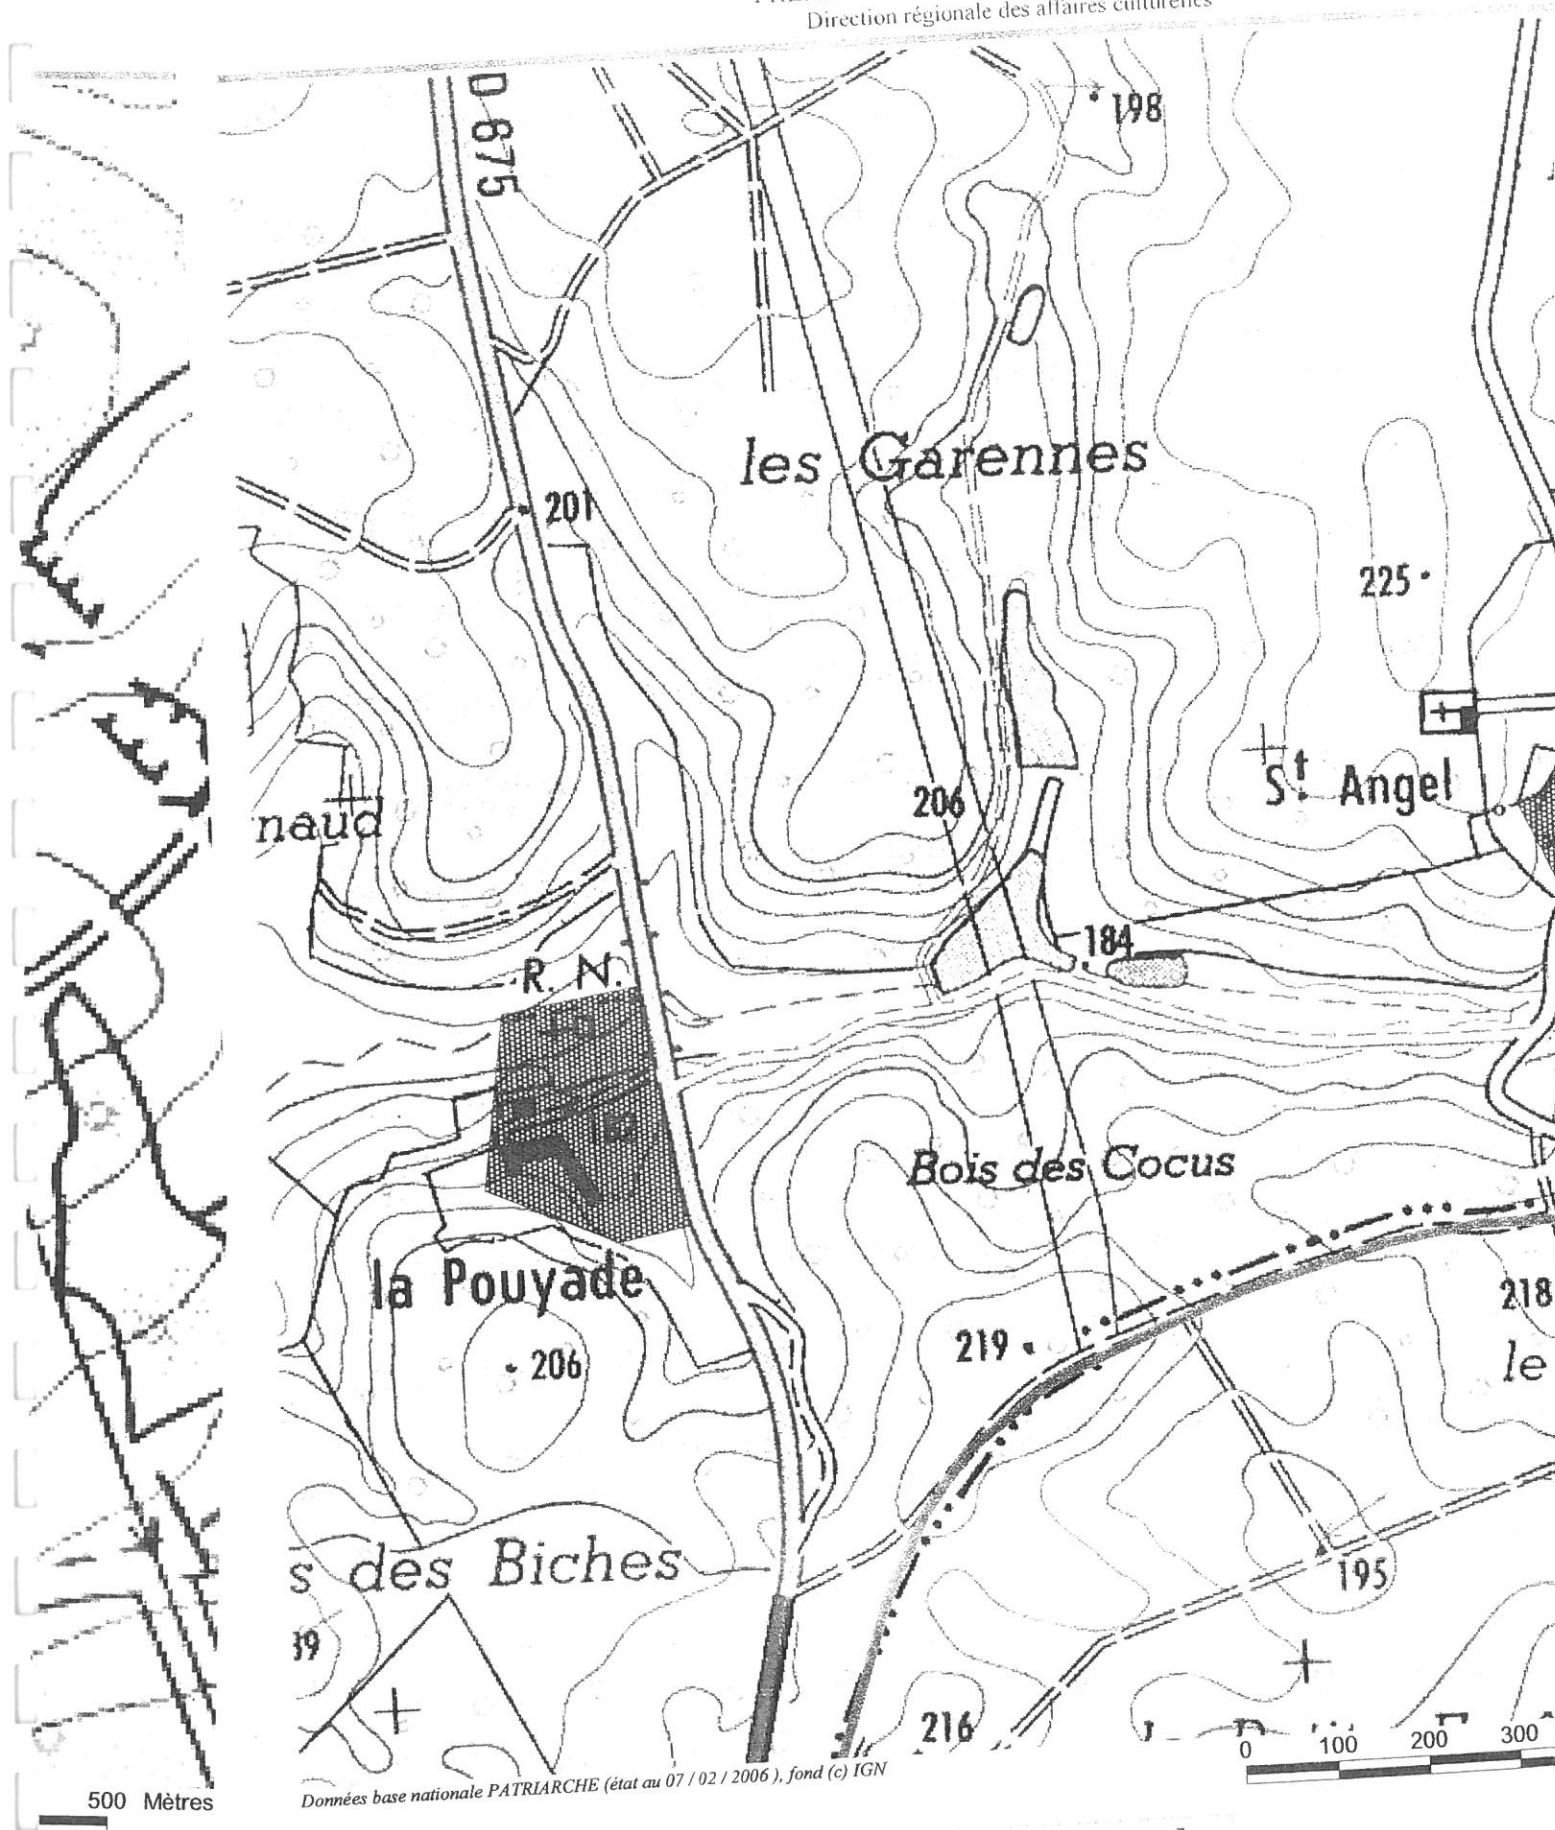 Direction régionale des affaires culturelles
D 675
198
les Garennes
201
225
206
St Angel
naud
184
R. N.
Bois des Cocus
la Pouyade
218
219
206
le
s des Biches
195
39
216
0 100 200 300
Données base nationale PATRIARCHE (état au 07 / 02 / 2006 ), fond (c) IGN
500 Mètres